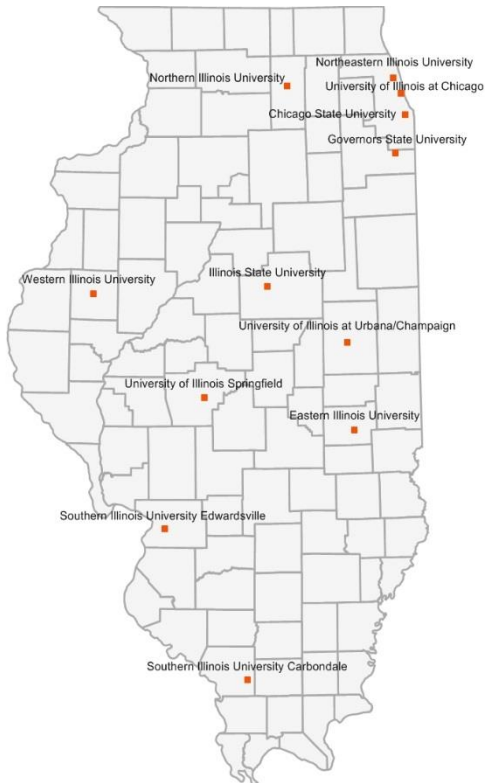 Northeastern Illinois University
Northern Illinois University
University of Illinois at Chicago
Chicago State University
Governors State University
Illinois State University
Western Illinois University
University of Illinois at Urbana/Champaign
University of Illinois Springfield
Eastern Illinois University
Southern Illinois University Edwardsville
Southern Illinois University Carbondale